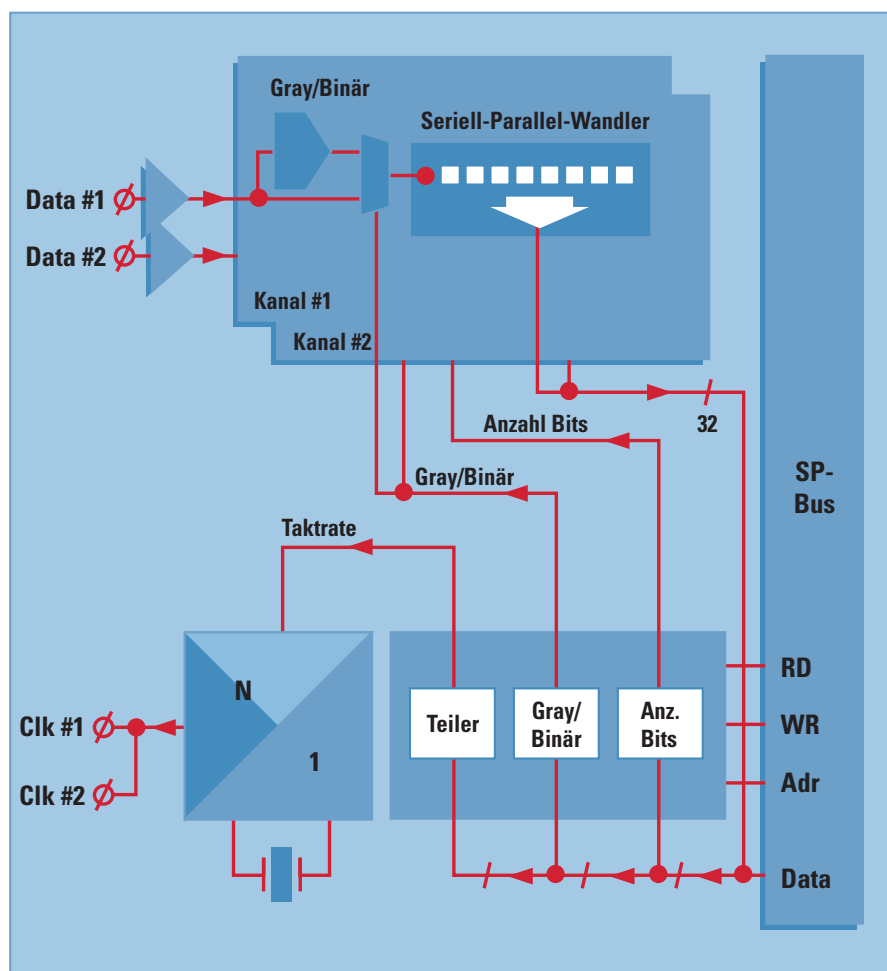 Gray/Binär
Seriell-Parallel-Wandler
Data #1
Data #2
Kanal #1
Kanal #2
Anzahl Bits
32
Gray/Binär
SP-
Bus
Taktrate
N
1
Teiler
Gray/
Binär
Anz.
Bits
RD
WR
Adr
Data
Clk #1
Clk #2